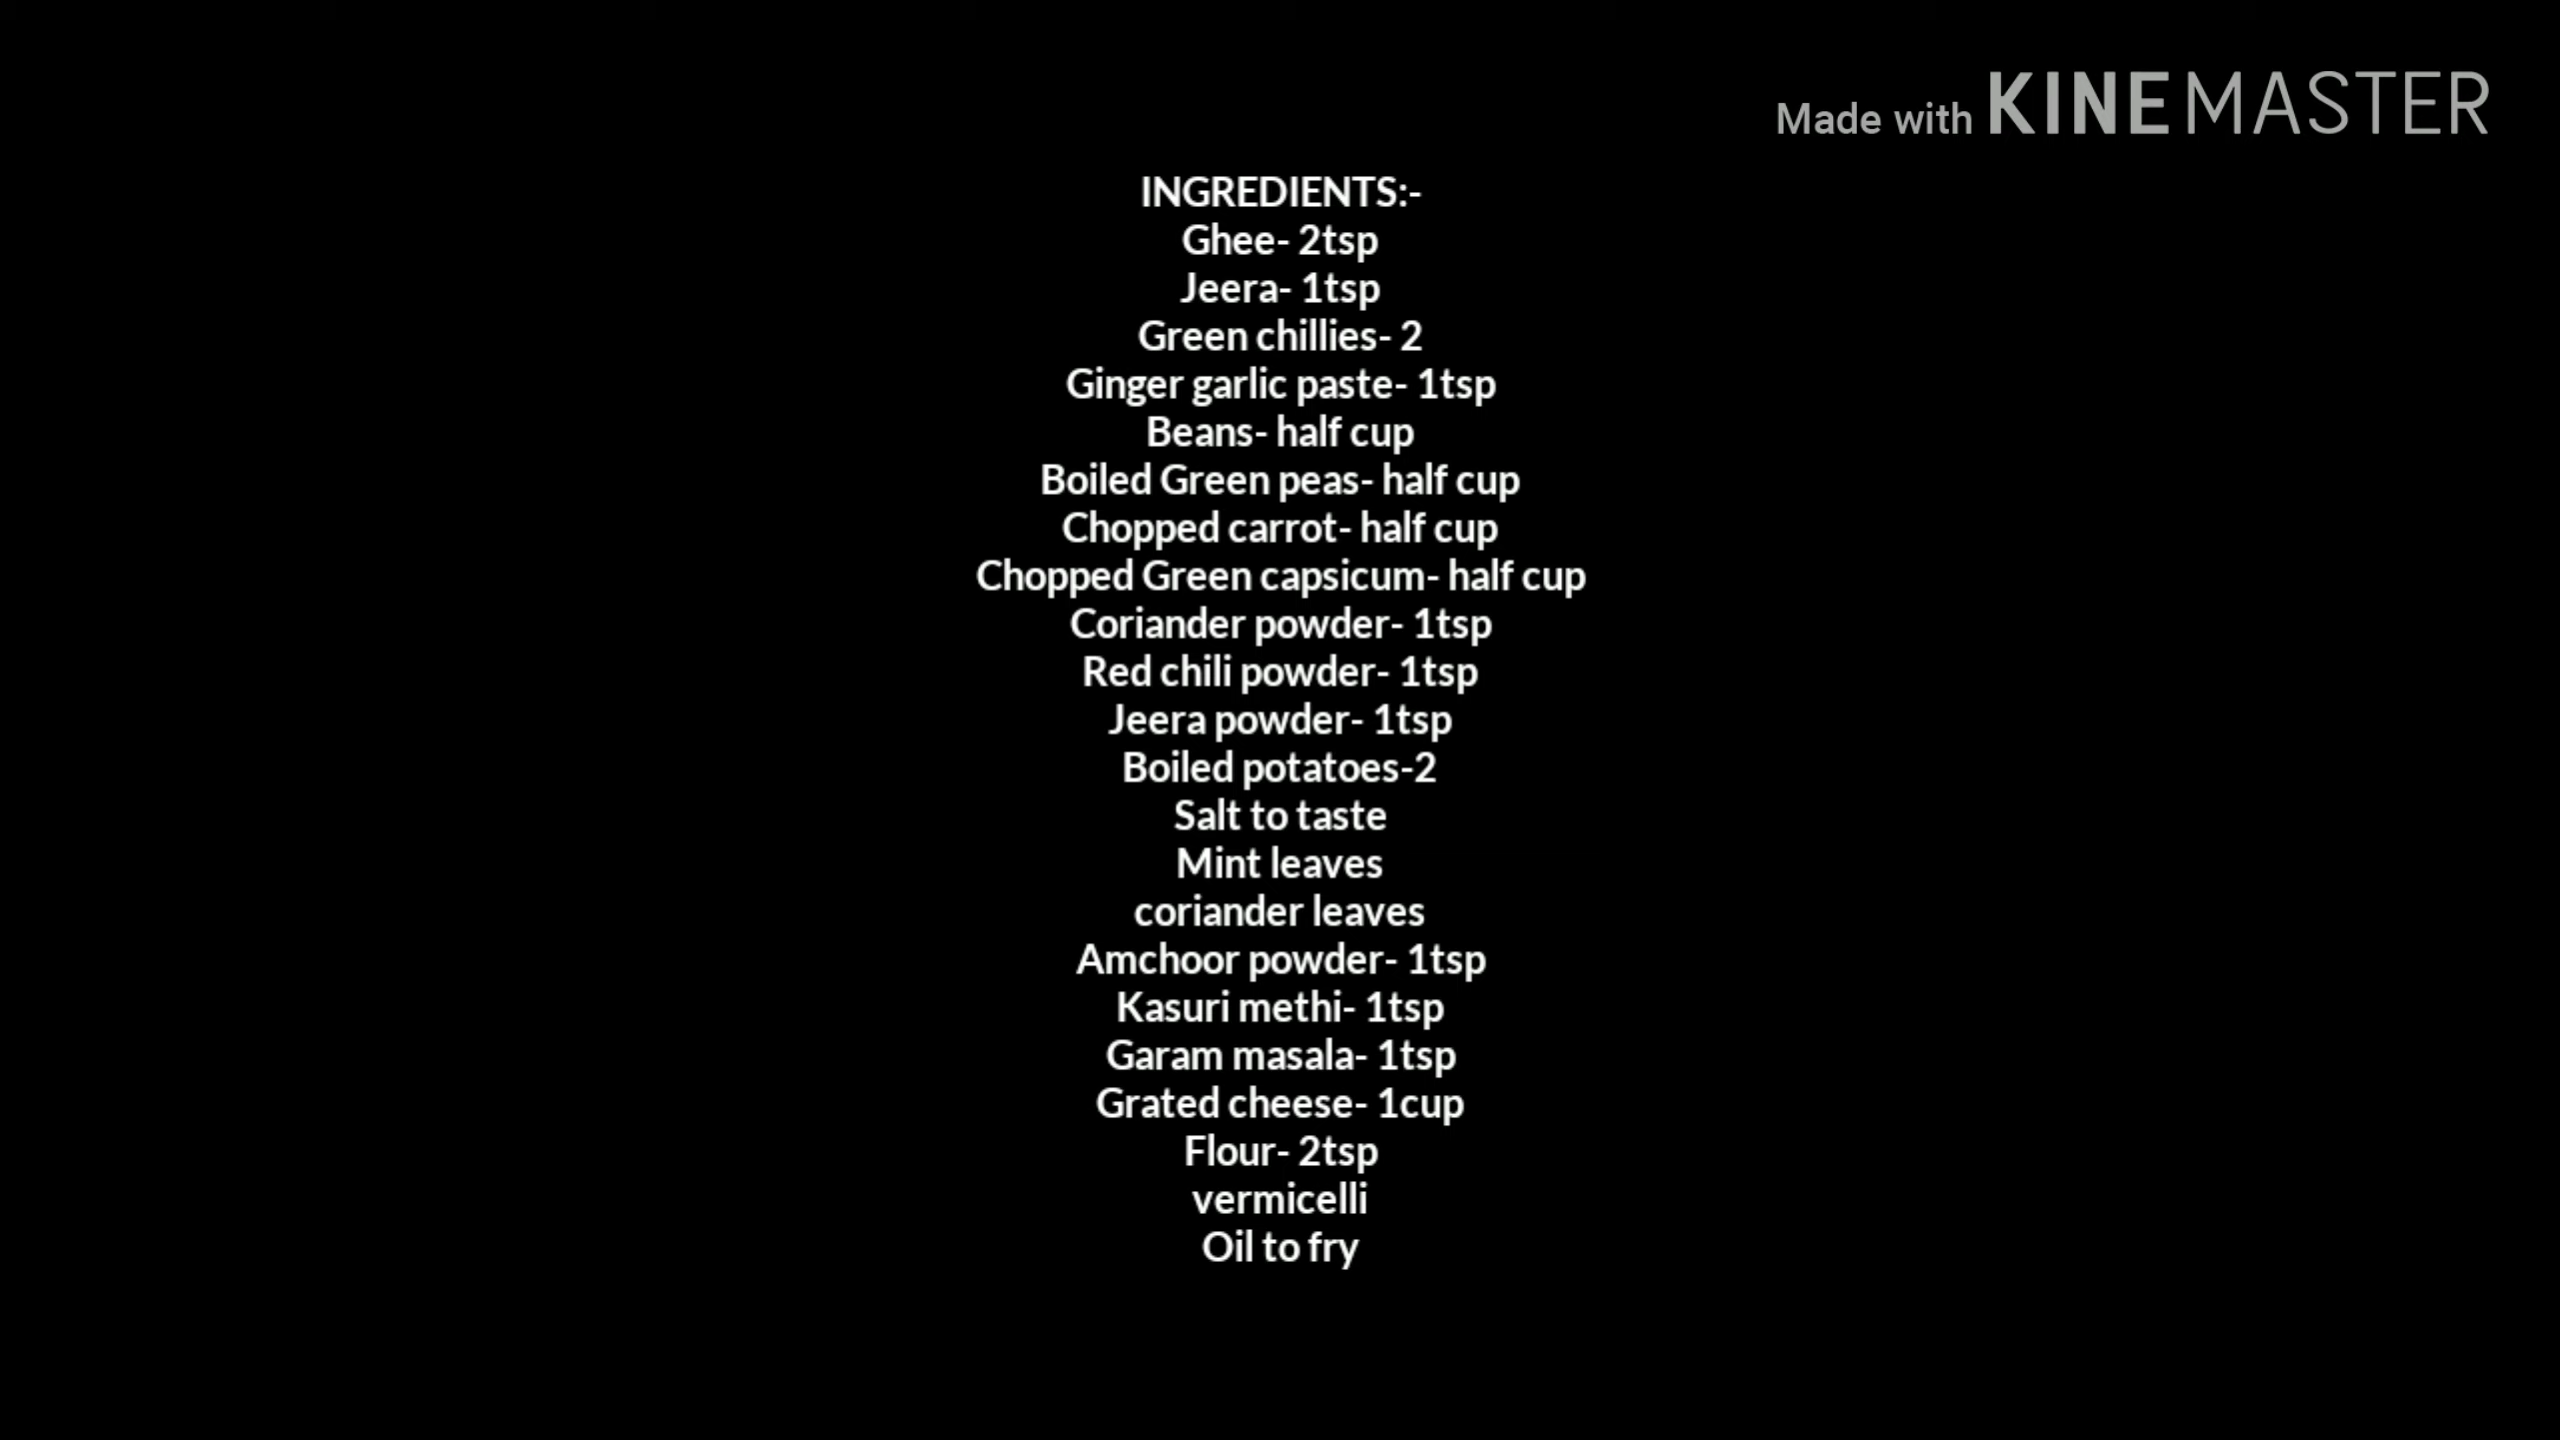 Made with KINEMASTER
INGREDIENTS:-
Ghee- 2tsp
Jeera- 1tsp
Green chillies- 2
Ginger garlic paste- 1tsp
Beans- half cup
Boiled Green peas- half cup
Chopped carrot- half cup
Chopped Green capsicum- half cup
Coriander powder- 1tsp
Red chili powder- 1tsp
Jeera powder- 1tsp
Boiled potatoes-2
Salt to taste
Mint leaves
coriander leaves
Amchoor powder- 1tsp
Kasuri methi- 1tsp
Garam masala- 1tsp
Grated cheese- 1cup
Flour- 2tsp
vermicelli
Oil to fry